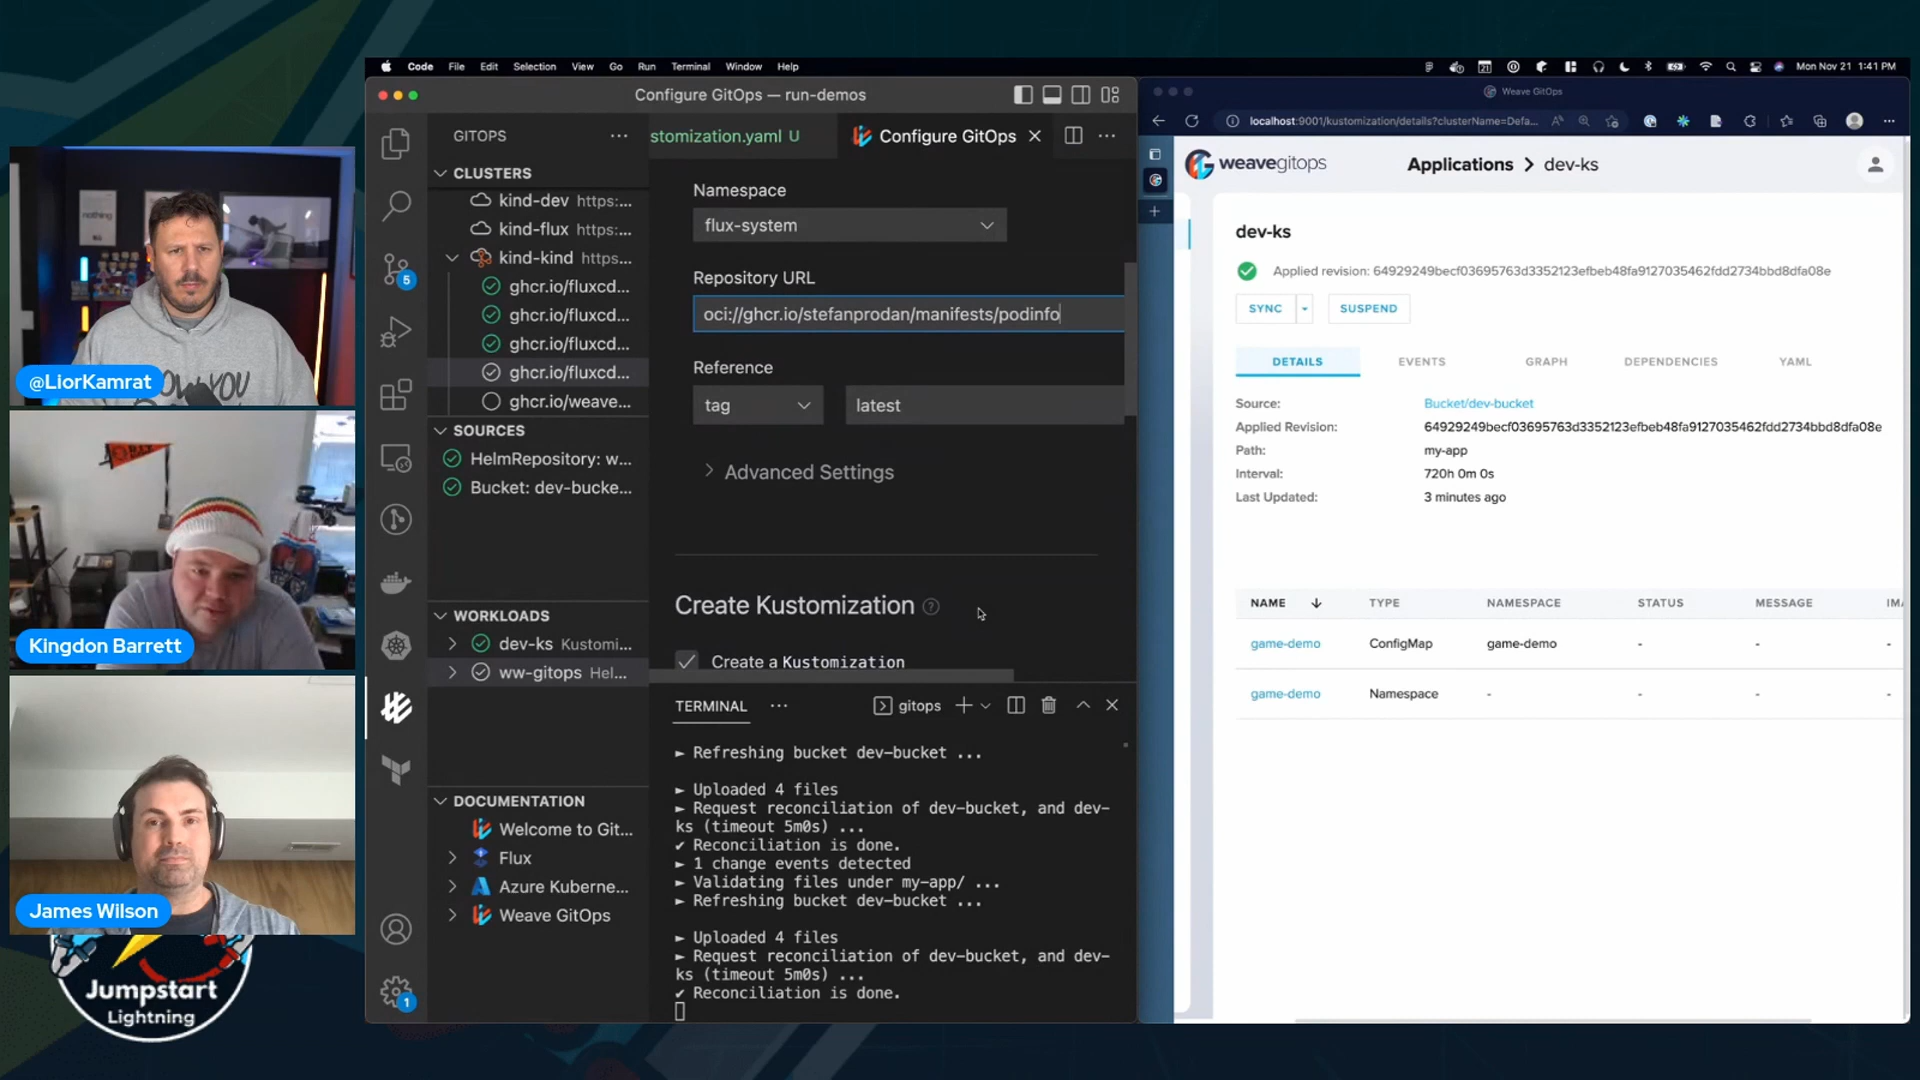 @LiorKamrat
Kingdon Barrett
James Wilson
Jumpstart
Lightning
nothing
Code File Edit Selection View Go Run Terminal Window Help
Mon Nov 21 1:41 PM
Configure GitOps — run-demos
GITOPS
CLUSTERS
kind-dev https:...
kind-flux https:...
kind-kind https...
ghcr.io/fluxcd...
ghcr.io/fluxcd...
ghcr.io/fluxcd...
ghcr.io/fluxcd...
ghcr.io/weave...
SOURCES
HelmRepository: w...
Bucket: dev-bucke...
WORKLOADS
dev-ks Kustomi...
ww-gitops Hel...
DOCUMENTATION
Welcome to Git...
Flux
Azure Kuberne...
Weave GitOps
5
1
stomization.yaml U
Configure GitOps
Namespace
flux-system
Repository URL
oci://ghcr.io/stefanprodan/manifests/podinfo
Reference
tag latest
Advanced Settings
Create Kustomization
Create a Kustomization
TERMINAL
gitops
► Refreshing bucket dev-bucket ...
► Uploaded 4 files
► Request reconciliation of dev-bucket, and dev-
ks (timeout 5m0s) ...
✔ Reconciliation is done.
► 1 change events detected
► Validating files under my-app/ ...
► Refreshing bucket dev-bucket ...
► Uploaded 4 files
► Request reconciliation of dev-bucket, and dev-
ks (timeout 5m0s) ...
✔ Reconciliation is done.
Weave GitOps
localhost:9001/kustomization/details?clusterName=Defa...
weavegitops
Applications > dev-ks
dev-ks
Applied revision: 64929249becf03695763d3352123efbeb48fa9127035462fdd2734bbd8dfa08e
SYNC
SUSPEND
DETAILS EVENTS GRAPH DEPENDENCIES YAML
Source: Bucket/dev-bucket
Applied Revision: 64929249becf03695763d3352123efbeb48fa9127035462fdd2734bbd8dfa08e
Path: my-app
Interval: 720h 0m 0s
Last Updated: 3 minutes ago
NAME TYPE NAMESPACE STATUS MESSAGE IMA
game-demo ConfigMap game-demo - - -
game-demo Namespace - - - -